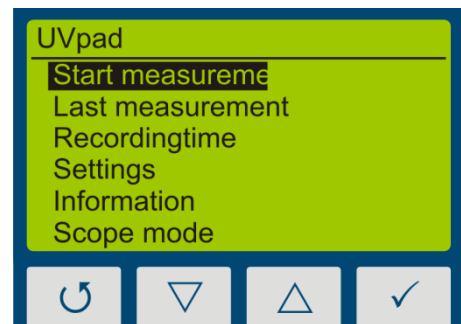 UVpad
Start measureme
Last measurement
Recordingtime
Settings
Information
Scope mode